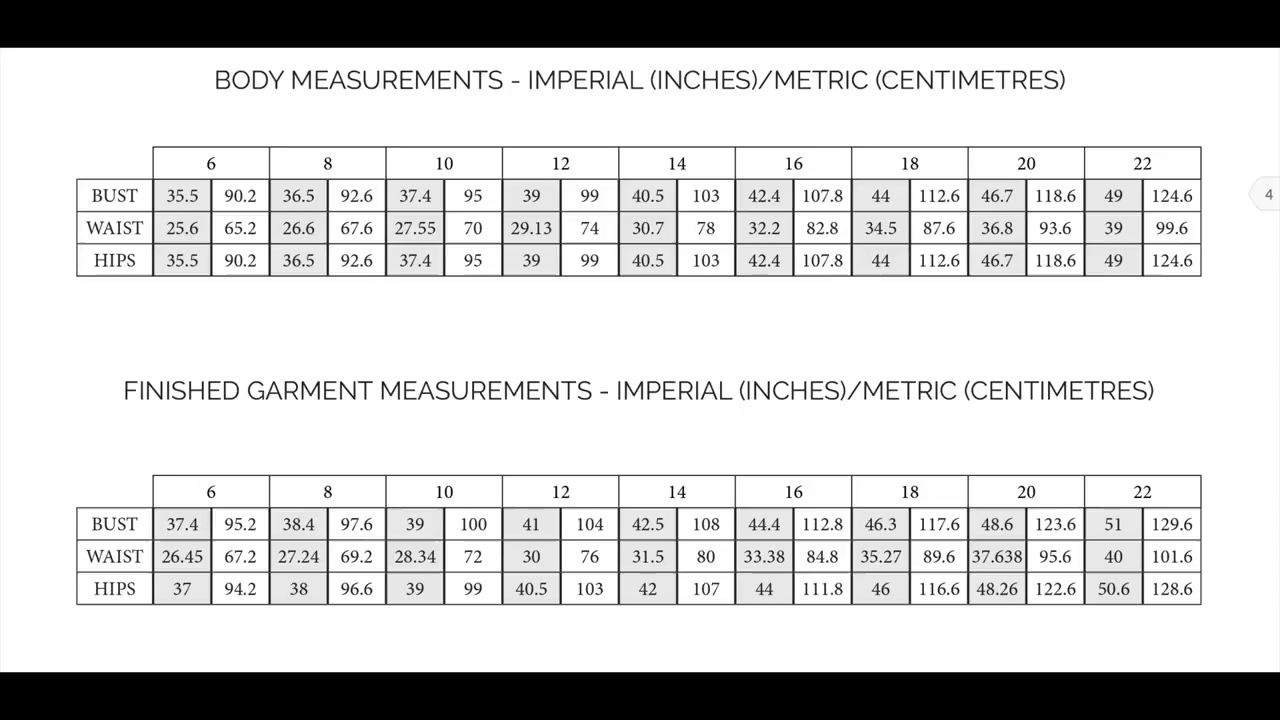 BODY MEASUREMENTS - IMPERIAL (INCHES)/METRIC (CENTIMETRES)
6 8 10 12 14 16 18 20 22
BUST 35.5 90.2 36.5 92.6 37.4 95 39 99 40.5 103 42.4 107.8 44 112.6 46.7 118.6 49 124.6
4
WAIST 25.6 65.2 26.6 67.6 27.55 70 29.13 74 30.7 78 32.2 82.8 34.5 87.6 36.8 93.6 39 99.6
HIPS 35.5 90.2 36.5 92.6 37.4 95 39 99 40.5 103 42.4 107.8 44 112.6 46.7 118.6 49 124.6
FINISHED GARMENT MEASUREMENTS - IMPERIAL (INCHES)/METRIC (CENTIMETRES)
6 8 10 12 14 16 18 20 22
BUST 37.4 95.2 38.4 97.6 39 100 41 104 42.5 108 44.4 112.8 46.3 117.6 48.6 123.6 51 129.6
WAIST 26.45 67.2 27.24 69.2 28.34 72 30 76 31.5 80 33.38 84.8 35.27 89.6 37.638 95.6 40 101.6
HIPS 37 94.2 38 96.6 39 99 40.5 103 42 107 44 111.8 46 116.6 48.26 122.6 50.6 128.6